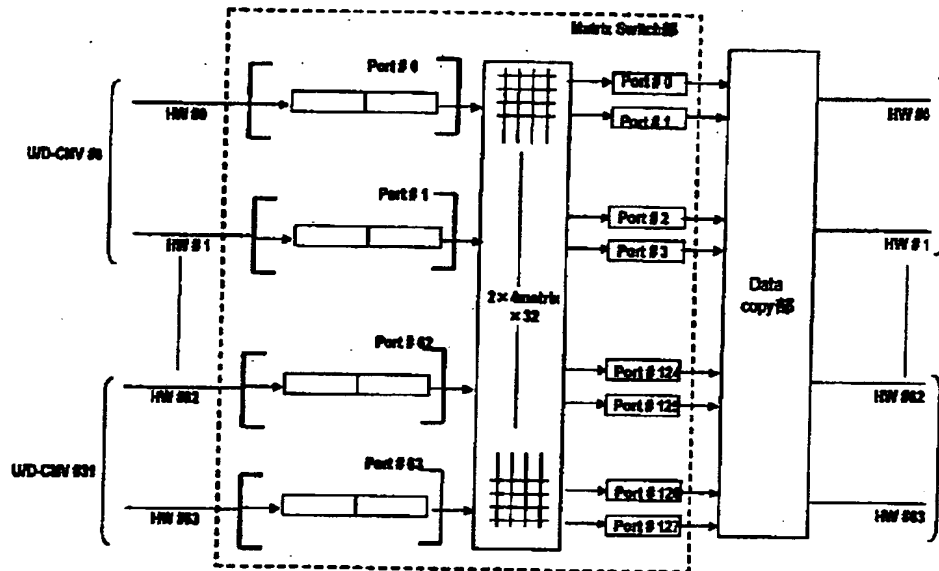 Matrix Switch部
Port # 0
HW #0
U/D-CNV #0
Port # 1
HW # 1
Port # 62
HW #62
U/D-CNV #31
Port # 63
HW #63
2×4matrix
×32
Port # 0
Port # 1
Port # 2
Port # 3
Port # 124
Port # 125
Port # 126
Port # 127
Data
copy部
HW #0
HW # 1
HW #62
HW #63